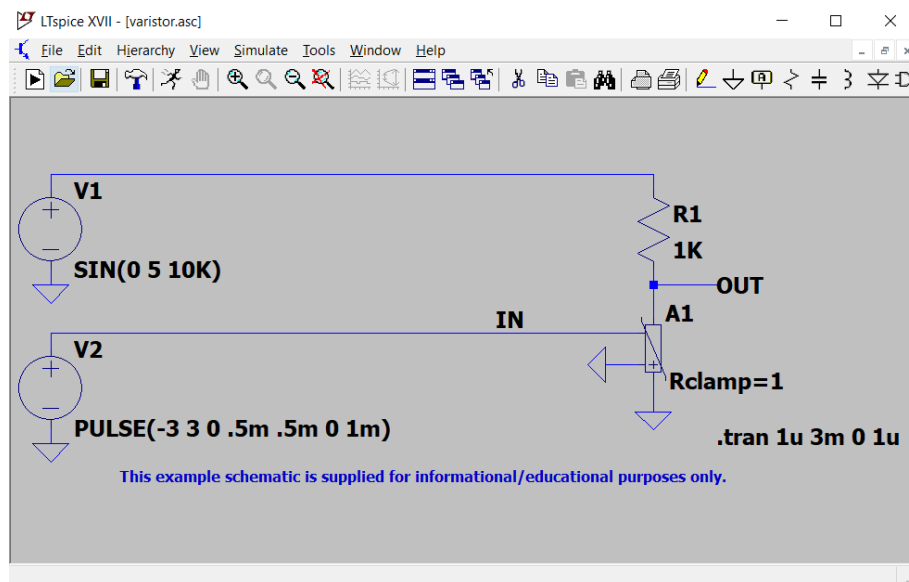 LTspice XVII - [varistor.asc]
File Edit Hierarchy View Simulate Tools Window Help
V1
SIN(0 5 10K)
R1
1K
OUT
IN
A1
V2
Rclamp=1
PULSE(-3 3 0 .5m .5m 0 1m)
.tran 1u 3m 0 1u
This example schematic is supplied for informational/educational purposes only.